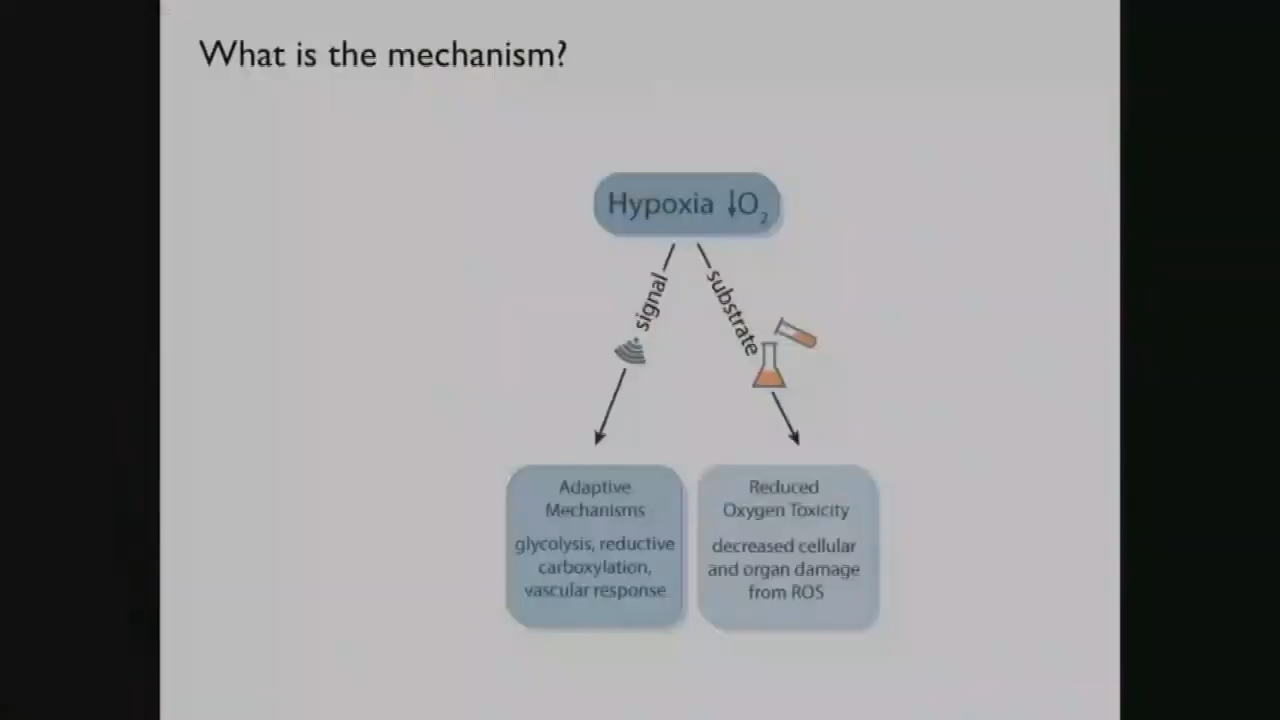 What is the mechanism?
Hypoxia ↓O₂
signal
substrate
Adaptive
Mechanisms
glycolysis, reductive
carboxylation,
vascular response
Reduced
Oxygen Toxicity
decreased cellular
and organ damage
from ROS